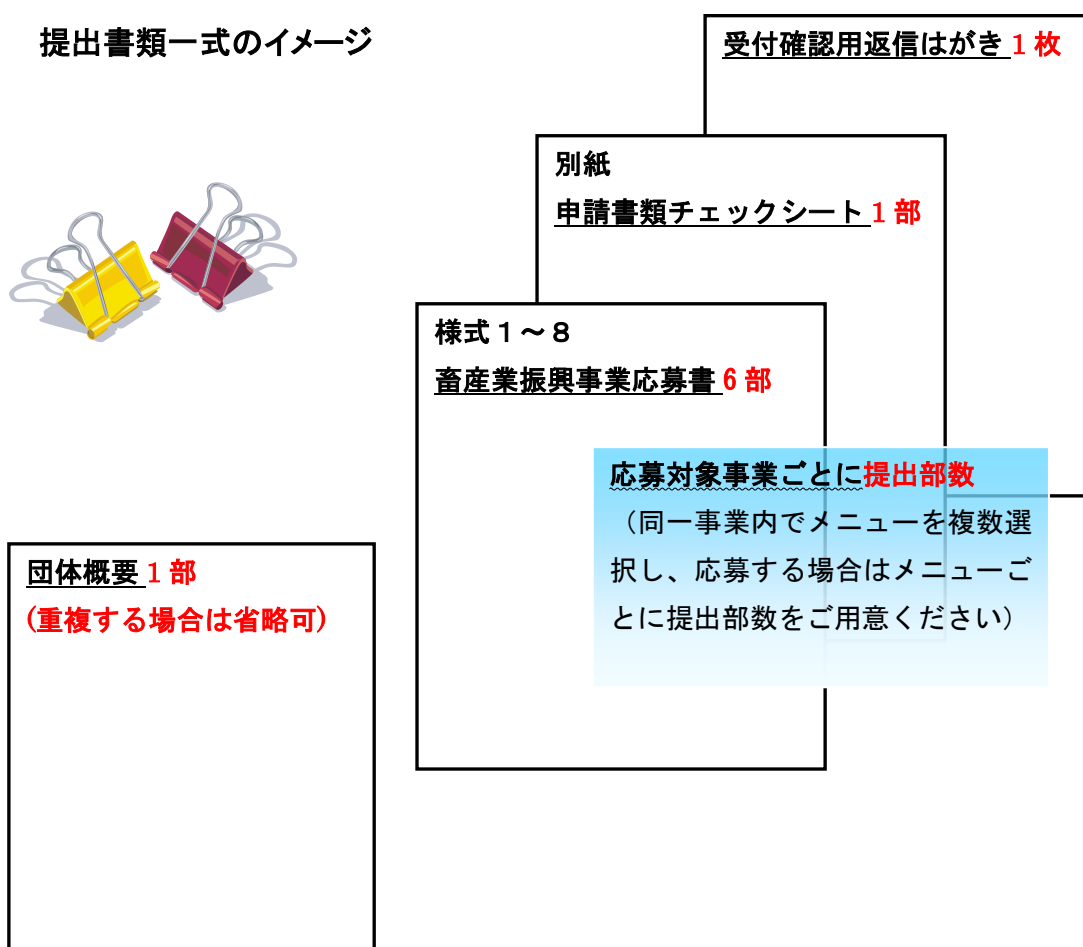 提出書類一式のイメージ
受付確認用返信はがき 1 枚
別紙
申請書類チェックシート 1 部
様式１～８
畜産業振興事業応募書 6 部
応募対象事業ごとに提出部数
（同一事業内でメニューを複数選
択し、応募する場合はメニューご
とに提出部数をご用意ください）
団体概要 1 部
(重複する場合は省略可)